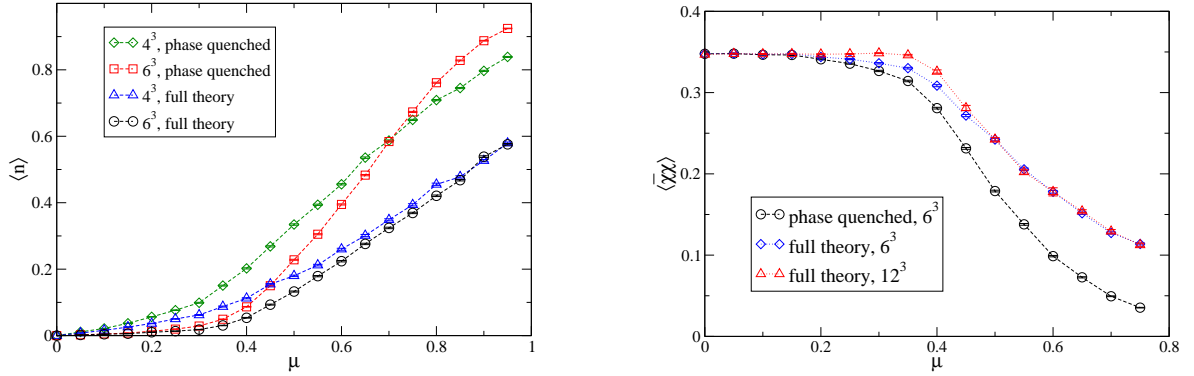 4³, phase quenched
6³, phase quenched
4³, full theory
6³, full theory
⟨n⟩
0
0.2
0.4
0.6
0.8
0
0.2
0.4
0.6
0.8
1
μ
phase quenched, 6³
full theory, 6³
full theory, 12³
⟨χ̄χ⟩
0.4
0.3
0.2
0.1
0
0
0.2
0.4
0.6
0.8
μ